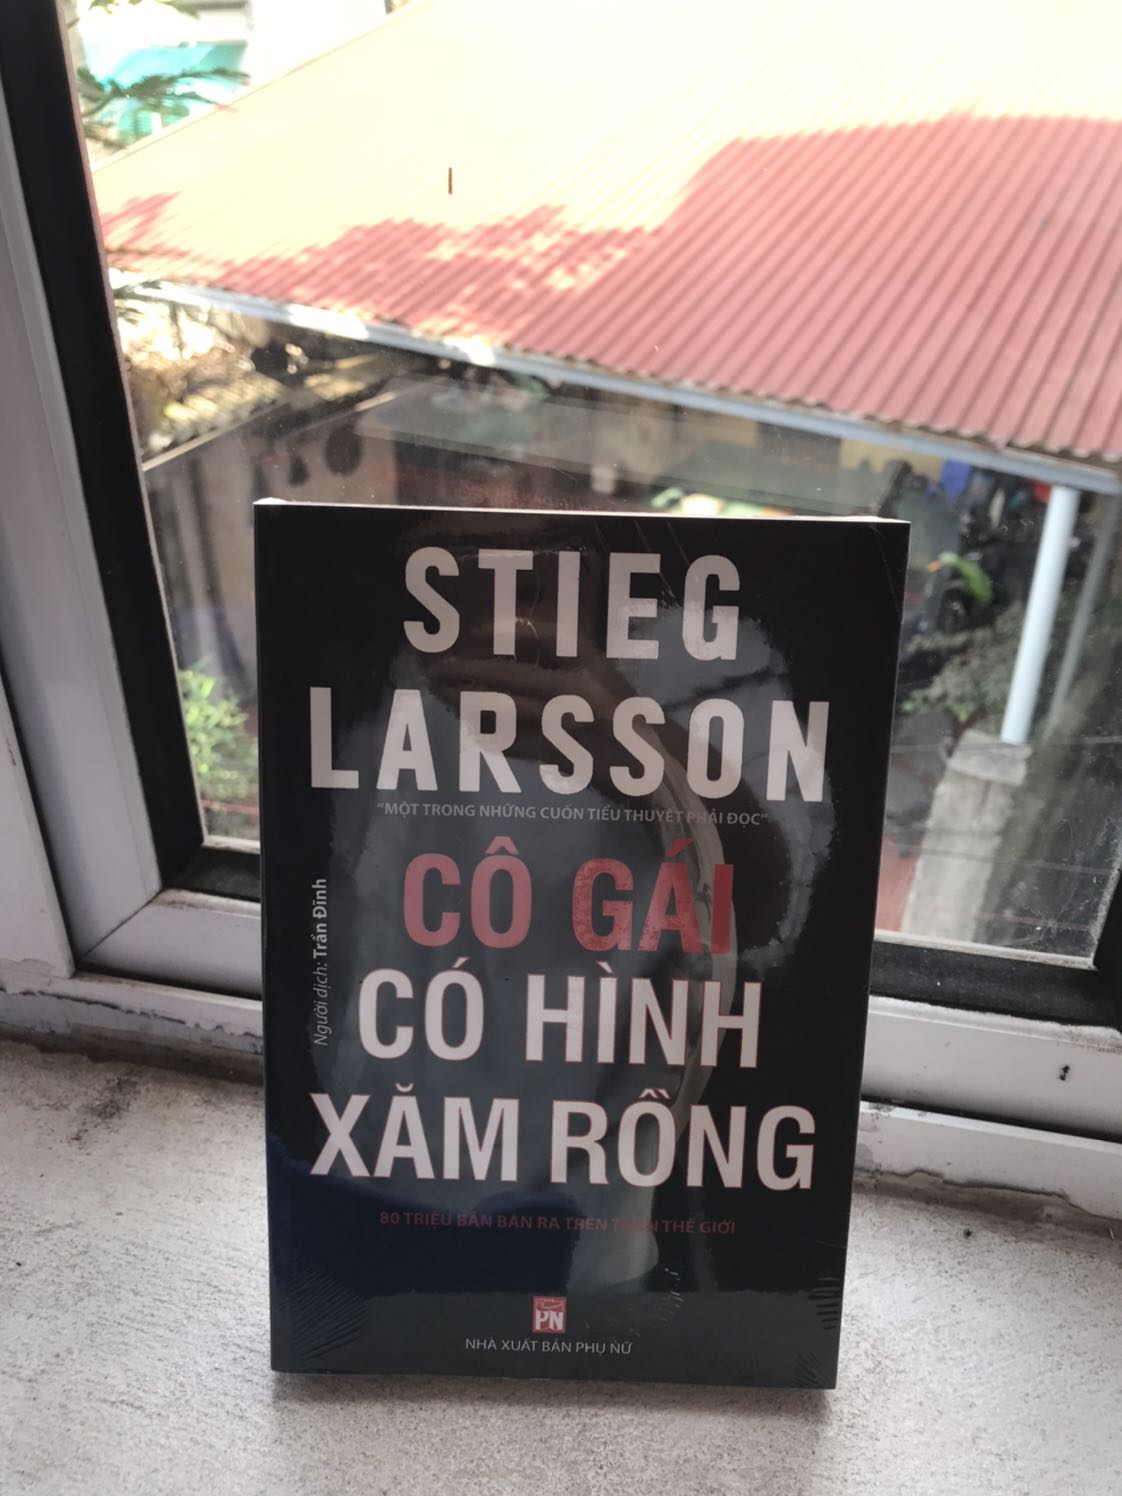 STIEG
LARSSON
"MỘT TRONG NHỮNG CUỐN TIỂU THUYẾT PHẢI ĐỌC"
CÔ GÁI
CÓ HÌNH
XĂM RỒNG
Người dịch: Trần Đĩnh
80 TRIỆU BẢN BÁN RA TRÊN TOÀN THẾ GIỚI
PN
NHÀ XUẤT BẢN PHỤ NỮ